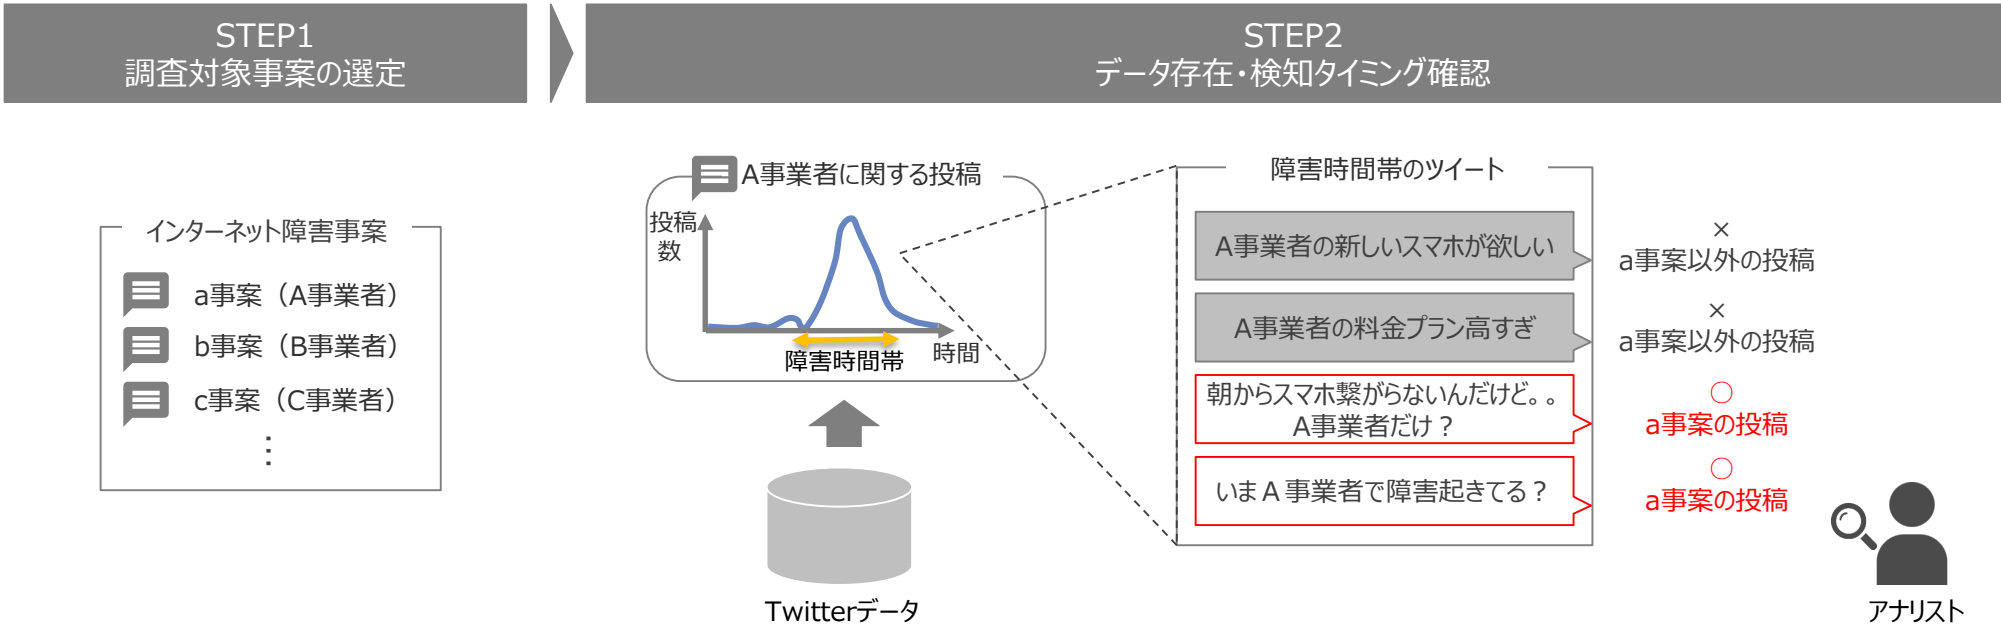 STEP1
調査対象事案の選定
STEP2
データ存在・検知タイミング確認
インターネット障害事案
a事案（A事業者）
b事案（B事業者）
c事案（C事業者）
⋮
A事業者に関する投稿
投稿
数
障害時間帯
時間
Twitterデータ
障害時間帯のツイート
A事業者の新しいスマホが欲しい
×
a事案以外の投稿
A事業者の料金プラン高すぎ
×
a事案以外の投稿
朝からスマホ繋がらないんだけど。。
A事業者だけ？
○
a事案の投稿
いまＡ事業者で障害起きてる？
○
a事案の投稿
アナリスト